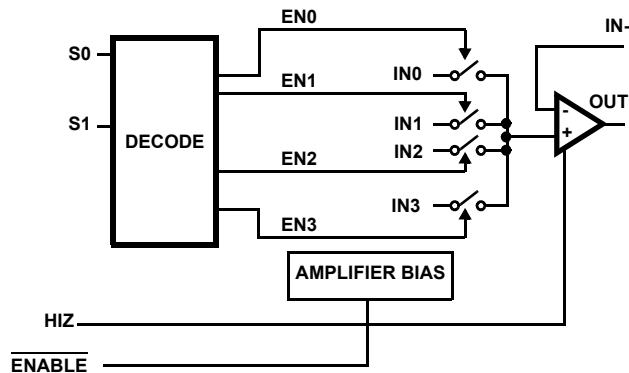 EN0
IN-
S0
IN0
EN1
OUT
S1
IN1
-
+
DECODE
IN2
EN2
IN3
EN3
AMPLIFIER BIAS
HIZ
ENABLE